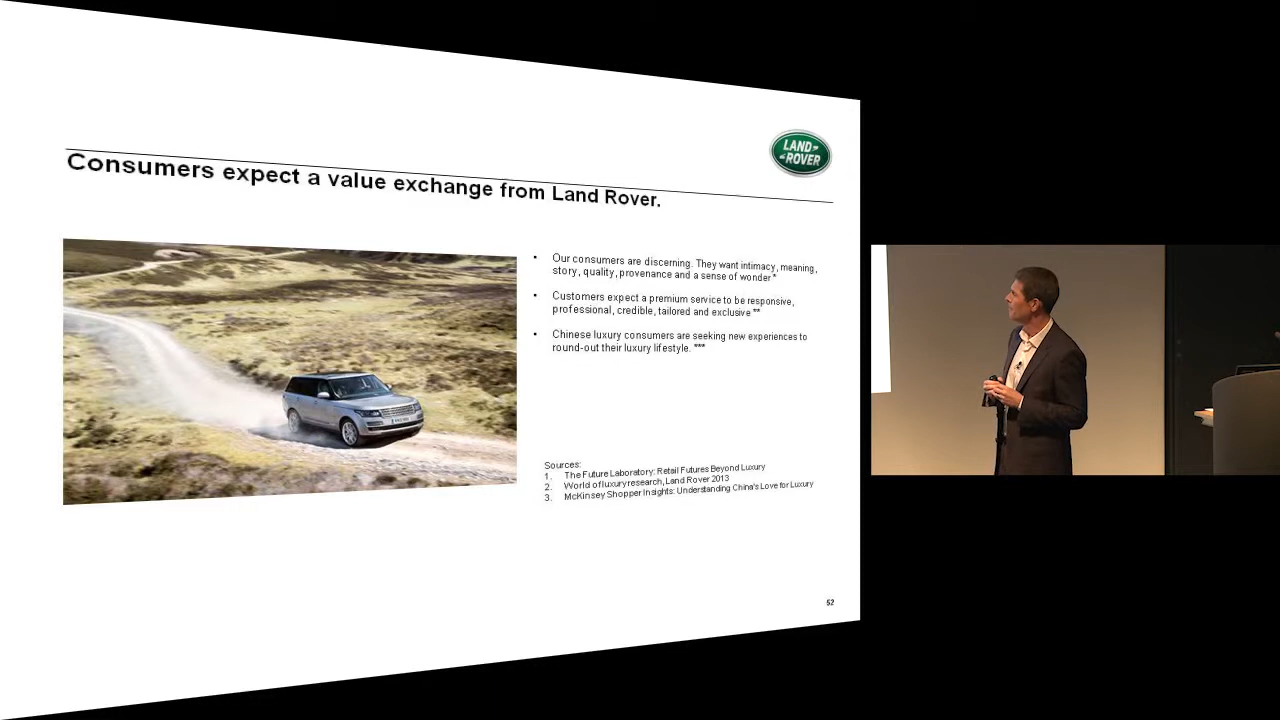 LAND
ROVER
Consumers expect a value exchange from Land Rover.
▪ Our consumers are discerning. They want intimacy, meaning,
story, quality, provenance and a sense of wonder*
▪ Customers expect a premium service to be responsive,
professional, credible, tailored and exclusive **
▪ Chinese luxury consumers are seeking new experiences to
round-out their luxury lifestyle. ***
Sources:
1. The Future Laboratory: Retail Futures Beyond Luxury
2. World of luxury research, Land Rover 2013
3. McKinsey Shopper Insights: Understanding China's Love for Luxury
52